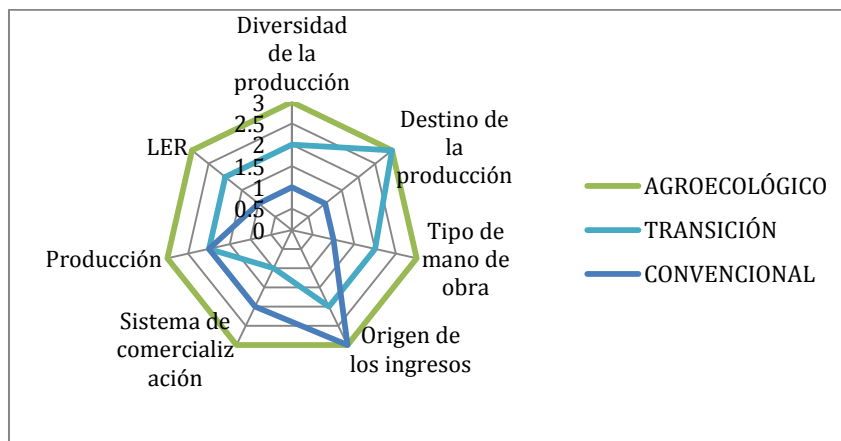 Diversidad
de la
producción
3
2.5
2
1.5
1
0.5
0
Destino de
la
producción
Tipo de
mano de
obra
Origen de
los ingresos
Sistema de
comercializ
ación
Producción
LER
AGROECOLÓGICO
TRANSICIÓN
CONVENCIONAL